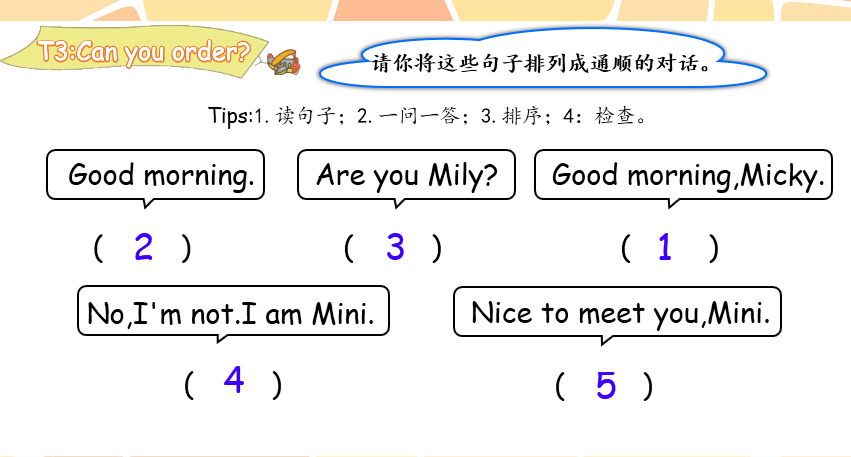 T3:Can you order?
请你将这些句子排列成通顺的对话。
Tips:1. 读句子；2. 一问一答；3. 排序；4：检查。
Good morning. Are you Mily? Good morning,Micky.
( 2 ) ( 3 ) ( 1 )
No,I'm not.I am Mini. Nice to meet you,Mini.
( 4 ) ( 5 )